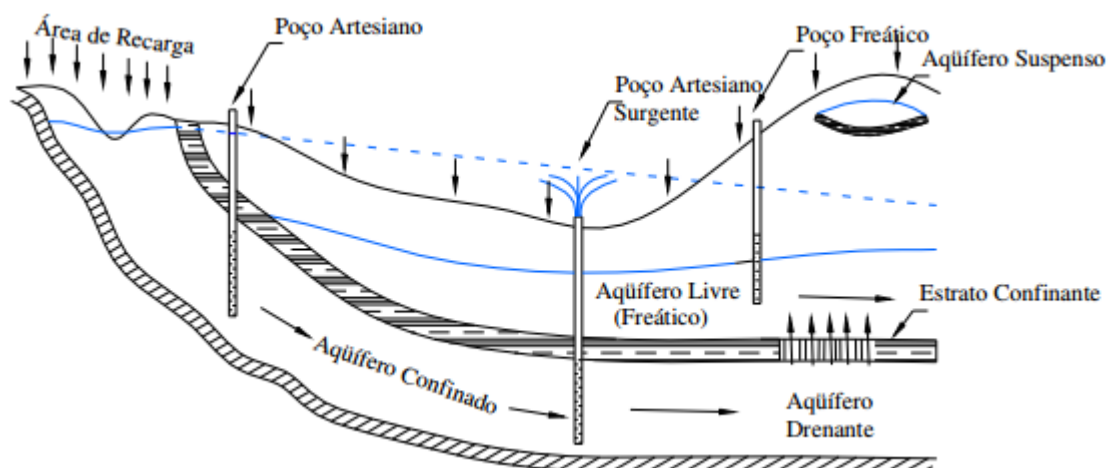 Área de Recarga
Poço Artesiano
Poço Artesiano
Surgente
Poço Freático
Aqüífero Suspenso
Aqüífero Livre
(Freático)
Estrato Confinante
Aqüífero Confinado
Aqüífero
Drenante